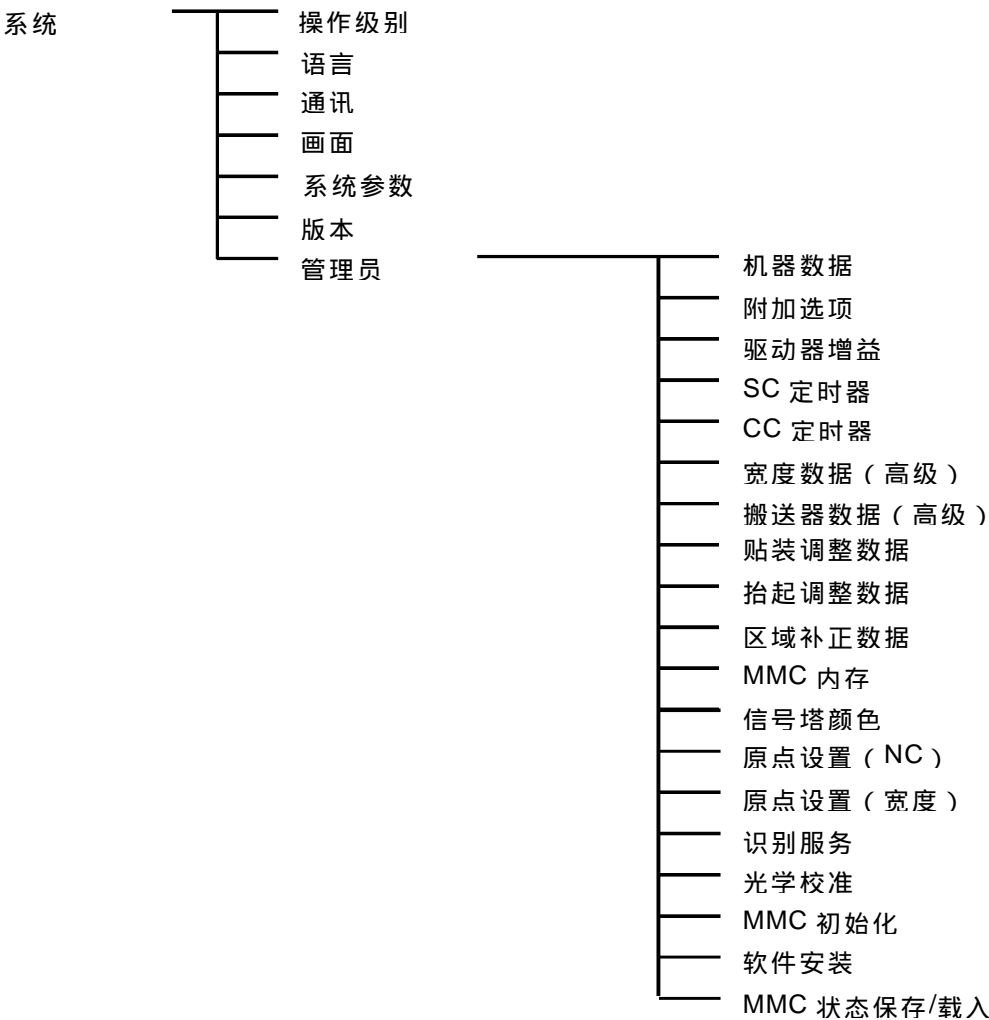 系统
操作级别
语言
通讯
画面
系统参数
版本
管理员
机器数据
附加选项
驱动器增益
SC 定时器
CC 定时器
宽度数据（高级）
搬送器数据（高级）
贴装调整数据
抬起调整数据
区域补正数据
MMC 内存
信号塔颜色
原点设置（NC）
原点设置（宽度）
识别服务
光学校准
MMC 初始化
软件安装
MMC 状态保存/载入